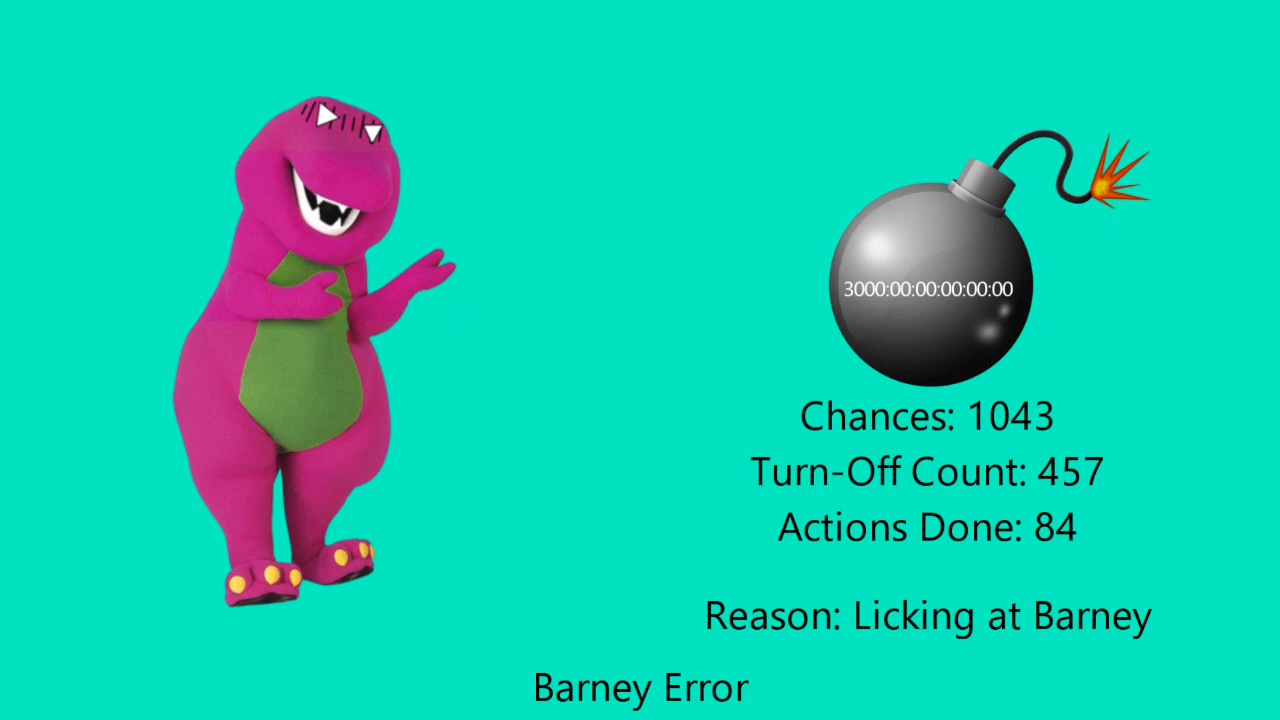 3000:00:00:00:00:00
Chances: 1043
Turn-Off Count: 457
Actions Done: 84
Reason: Licking at Barney
Barney Error